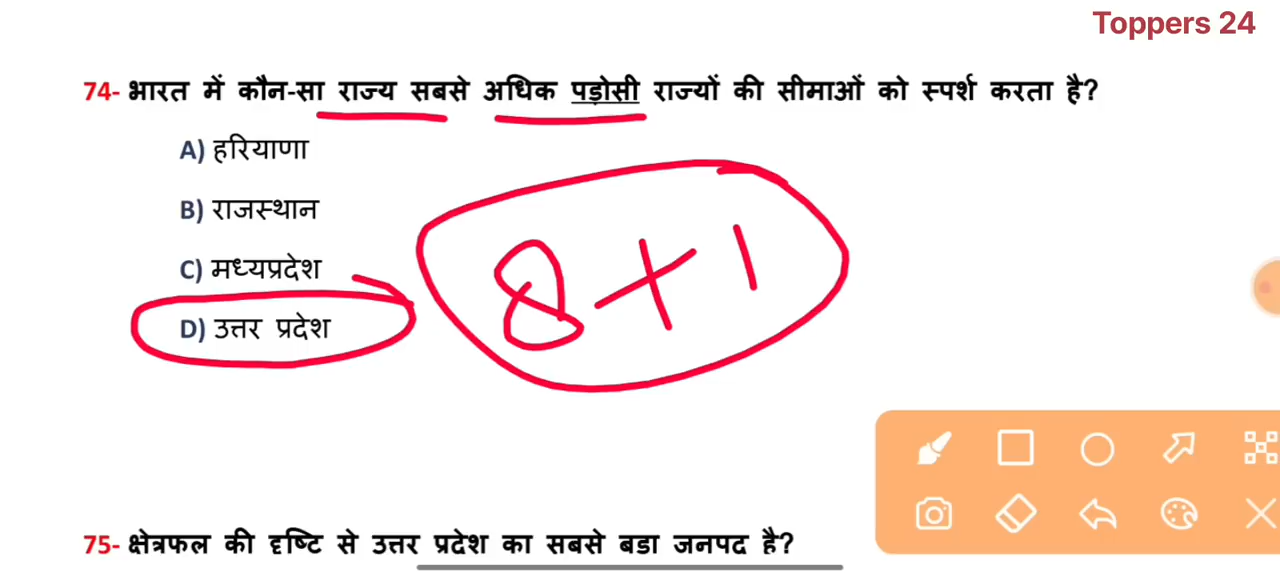 Toppers 24
74- भारत में कौन-सा राज्य सबसे अधिक पड़ोसी राज्यों की सीमाओं को स्पर्श करता है?
A) हरियाणा
B) राजस्थान
C) मध्यप्रदेश
D) उत्तर प्रदेश
8+1
75- क्षेत्रफल की दृष्टि से उत्तर प्रदेश का सबसे बडा जनपद है?